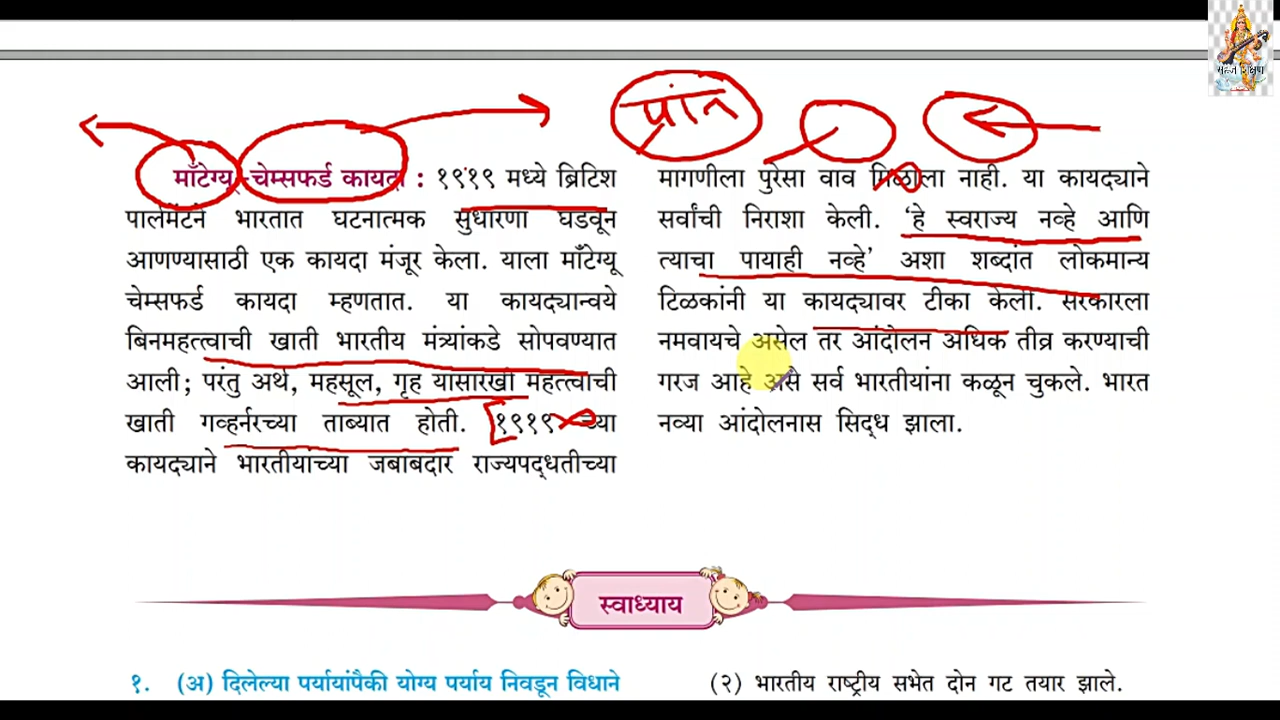 सहज शिक्षण
प्रांत
माँटेग्यू-चेम्सफर्ड कायदा : १९१९ मध्ये ब्रिटिश
पार्लमेंटने भारतात घटनात्मक सुधारणा घडवून
आणण्यासाठी एक कायदा मंजूर केला. याला माँटेग्यू
चेम्सफर्ड कायदा म्हणतात. या कायद्यान्वये
बिनमहत्त्वाची खाती भारतीय मंत्र्यांकडे सोपवण्यात
आली; परंतु अर्थ, महसूल, गृह यासारखी महत्त्वाची
खाती गव्हर्नरच्या ताब्यात होती. १९१९ च्या
कायद्याने भारतीयांच्या जबाबदार राज्यपद्धतीच्या
मागणीला पुरेसा वाव मिळाला नाही. या कायद्याने
सर्वांची निराशा केली. 'हे स्वराज्य नव्हे आणि
त्याचा पायाही नव्हे' अशा शब्दांत लोकमान्य
टिळकांनी या कायद्यावर टीका केली. सरकारला
नमवायचे असेल तर आंदोलन अधिक तीव्र करण्याची
गरज आहे असे सर्व भारतीयांना कळून चुकले. भारत
नव्या आंदोलनास सिद्ध झाला.
स्वाध्याय
१. (अ) दिलेल्या पर्यायांपैकी योग्य पर्याय निवडून विधाने
(२) भारतीय राष्ट्रीय सभेत दोन गट तयार झाले.